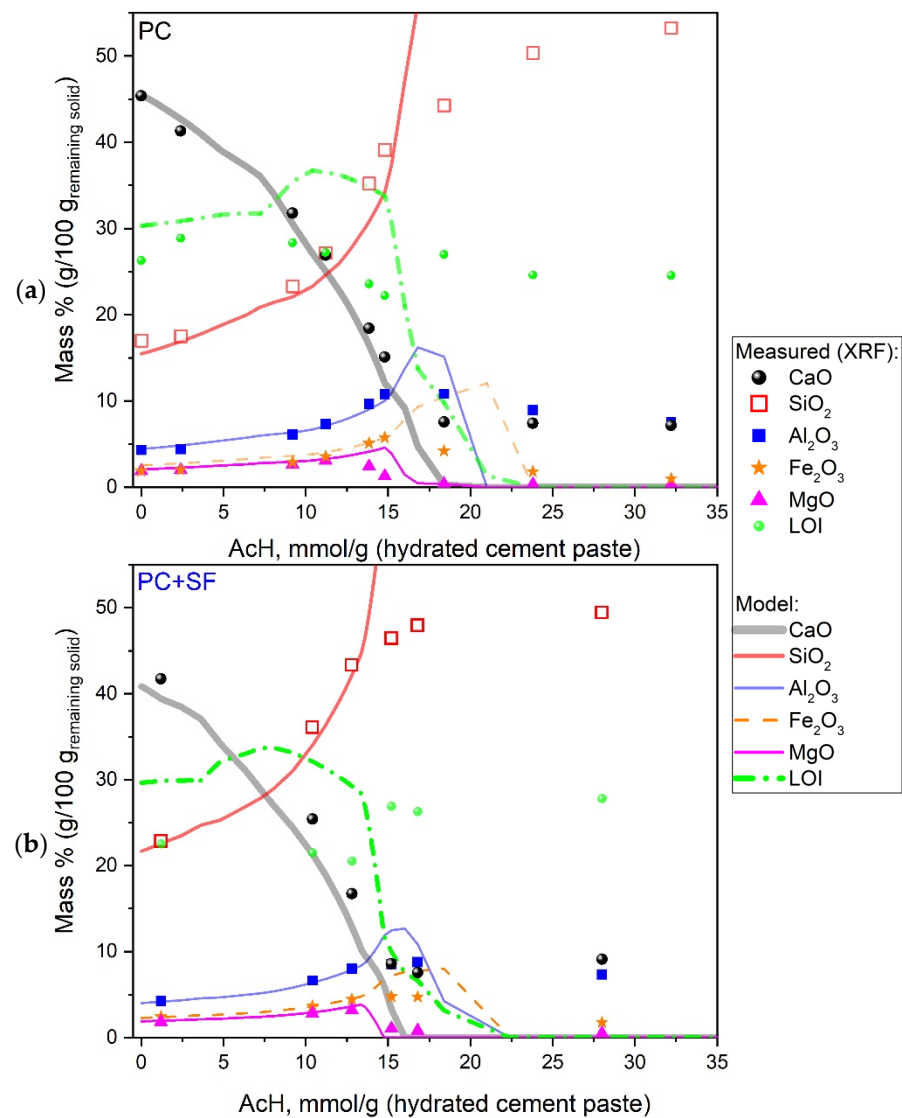 PC
50
40
30
20
10
0
Mass % (g/100 g remaining solid)
(a)
0 5 10 15 20 25 30 35
AcH, mmol/g (hydrated cement paste)
Measured (XRF):
CaO
SiO2
Al2O3
Fe2O3
MgO
LOI
Model:
CaO
SiO2
Al2O3
Fe2O3
MgO
LOI
PC+SF
50
40
30
20
10
0
Mass % (g/100 g remaining solid)
(b)
0 5 10 15 20 25 30 35
AcH, mmol/g (hydrated cement paste)